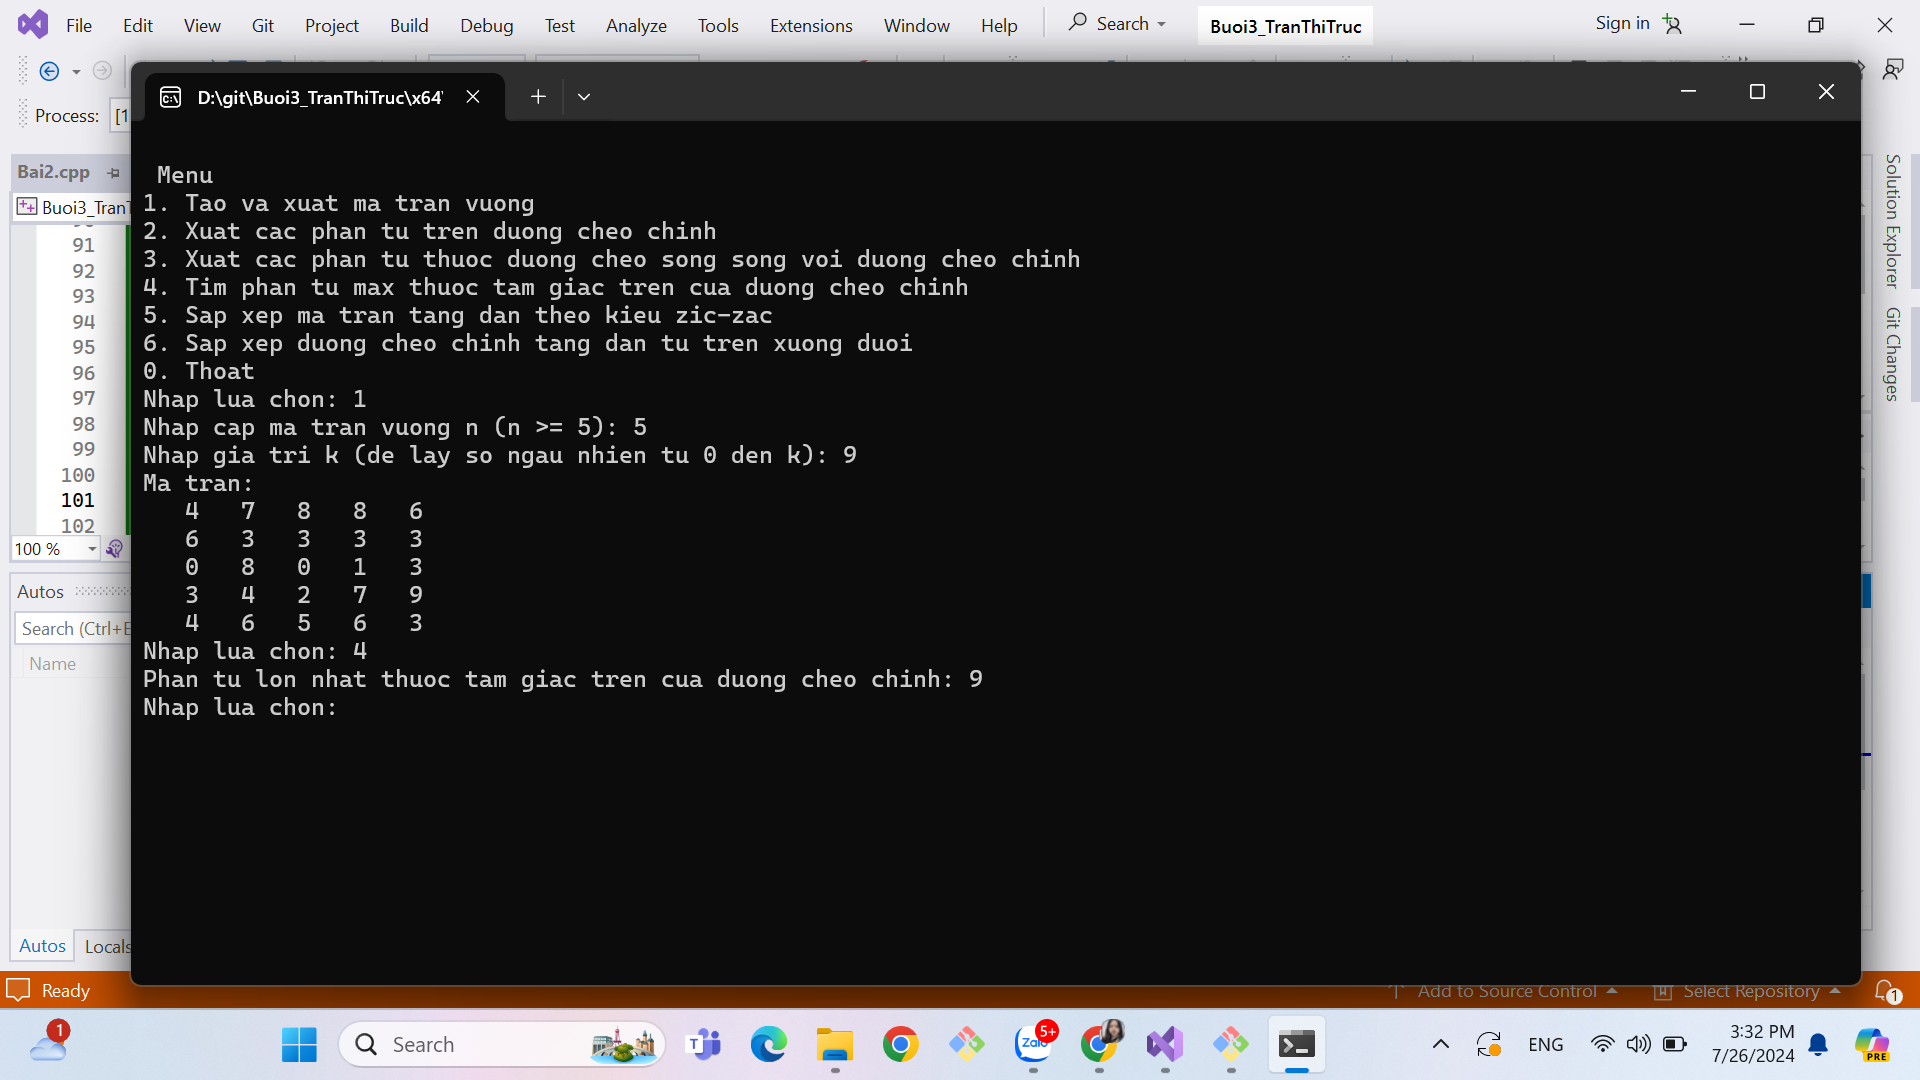 File Edit View Git Project Build Debug Test Analyze Tools Extensions Window Help Search Buoi3_TranThiTruc Sign in
D:\git\Buoi3_TranThiTruc\x64
Process: [1
Bai2.cpp
Buoi3_TranT
Menu
1. Tao va xuat ma tran vuong
2. Xuat cac phan tu tren duong cheo chinh
3. Xuat cac phan tu thuoc duong cheo song song voi duong cheo chinh
4. Tim phan tu max thuoc tam giac tren cua duong cheo chinh
5. Sap xep ma tran tang dan theo kieu zic-zac
6. Sap xep duong cheo chinh tang dan tu tren xuong duoi
0. Thoat
Nhap lua chon: 1
Nhap cap ma tran vuong n (n >= 5): 5
Nhap gia tri k (de lay so ngau nhien tu 0 den k): 9
Ma tran:
4 7 8 8 6
6 3 3 3 3
0 8 0 1 3
3 4 2 7 9
4 6 5 6 3
Nhap lua chon: 4
Phan tu lon nhat thuoc tam giac tren cua duong cheo chinh: 9
Nhap lua chon:
91
92
93
94
95
96
97
98
99
100
101
102
100 %
Autos
Search (Ctrl+E
Name
Autos Locals
Solution Explorer
Git Changes
Ready
Add to Source Control Select Repository 1
1
Search
5+
Zalo
ENG
3:32 PM
7/26/2024
PRE